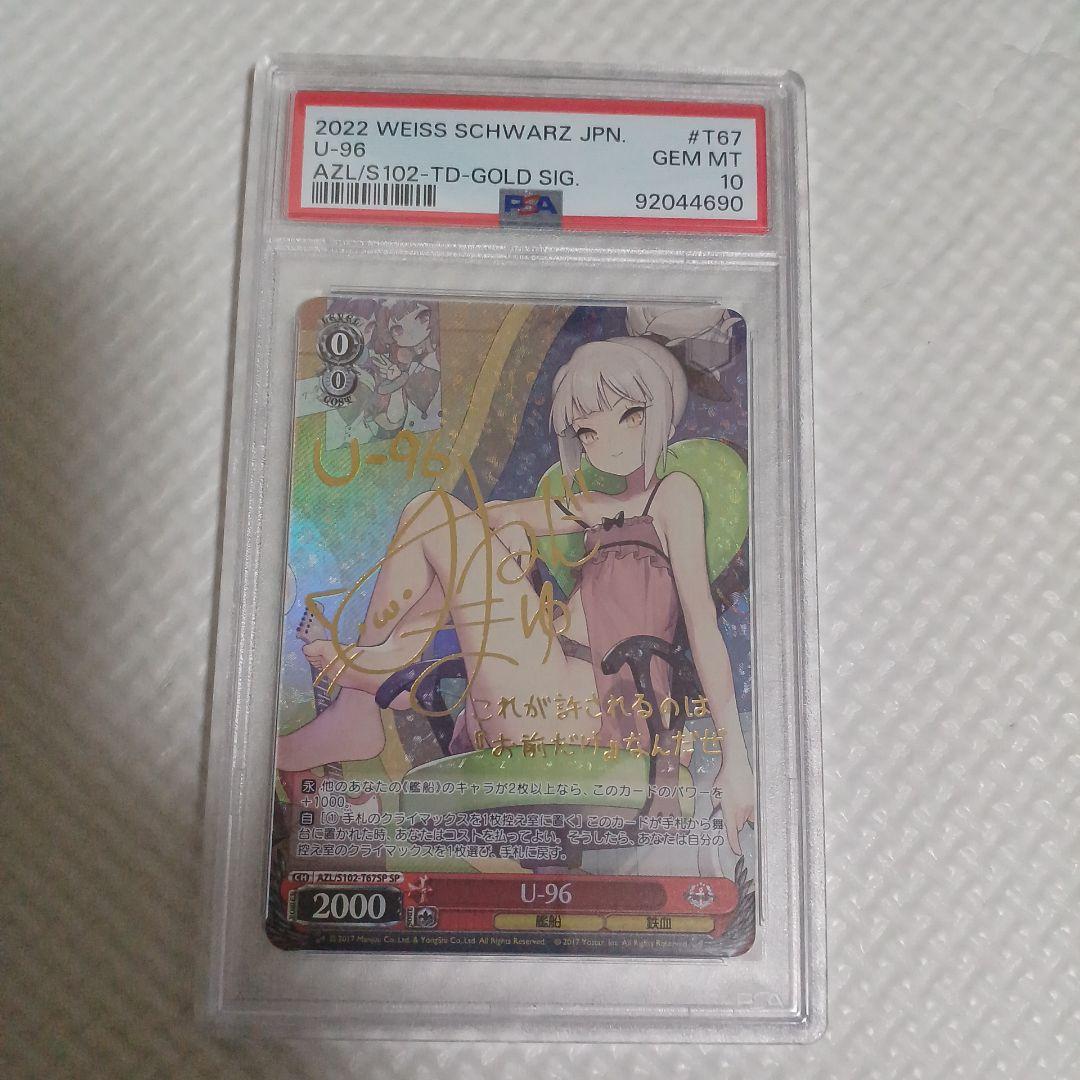 2022 WEISS SCHWARZ JPN. #T67
U-96 GEM MT
AZL/S102-TD-GOLD SIG. 10
PSA 92044690
0
0
U-96
ゆ
これが許されるのは
『お前だけ』なんだぜ
永 他のあなたの《艦船》のキャラが2枚以上なら、このカードのパワーを
+1000。
自 [① 手札のクライマックスを1枚控え室に置く] このカードが手札から舞
台に置かれた時、あなたはコストを払ってよい。そうしたら、あなたは自分の
控え室のクライマックスを1枚選び、手札に戻す。
CH AZL/S102-T67SP SP
2000 U-96
艦船 鉄血
© 2017 Manjuu Co.,Ltd. & YongShi Co.,Ltd. All Rights Reserved. © 2017 Yostar, Inc. All Rights Reserved.
PSA